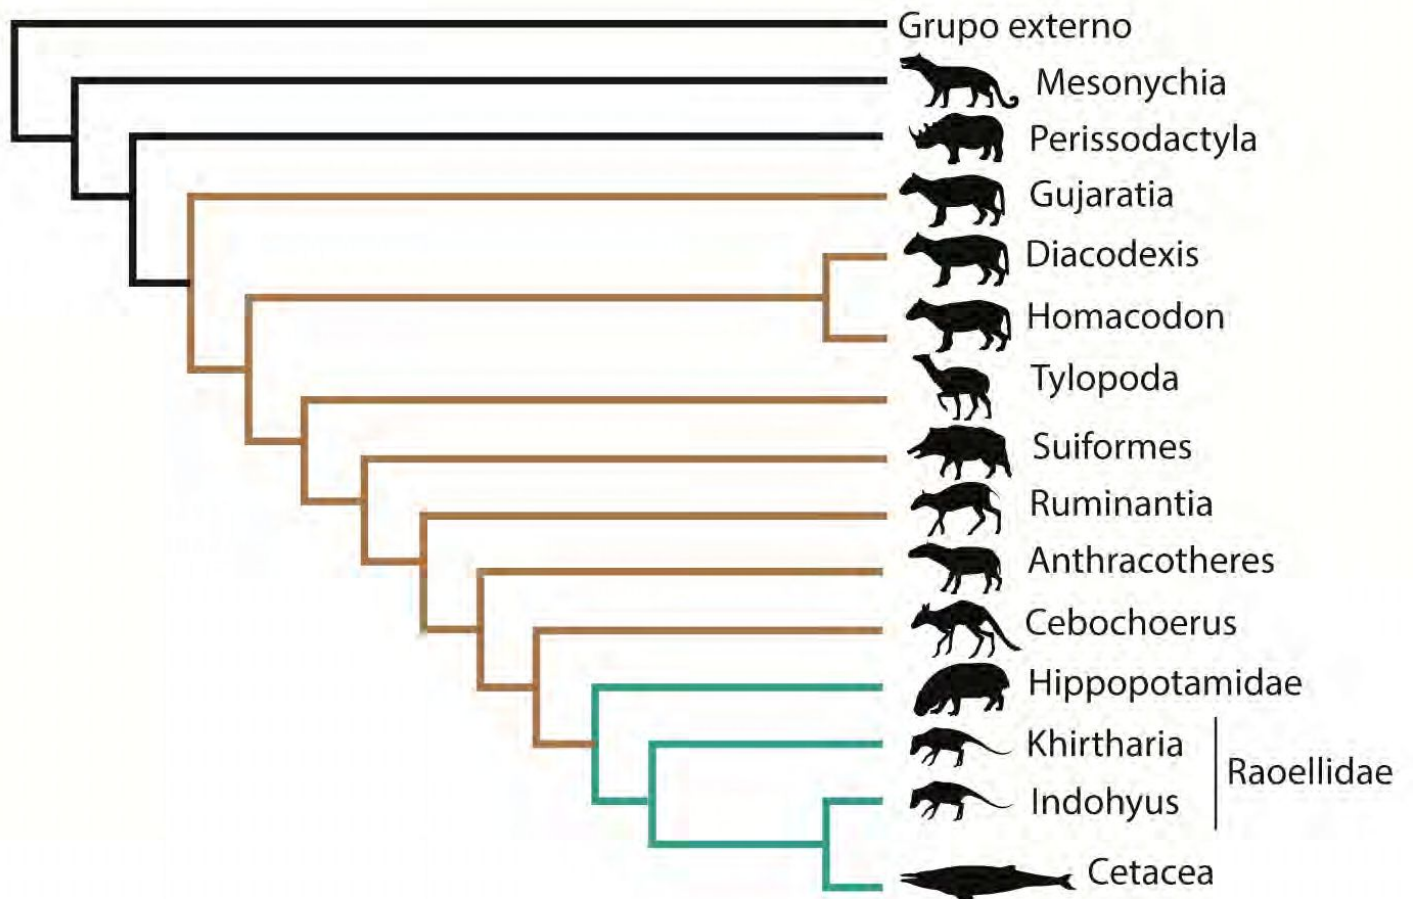 Grupo externo
Mesonychia
Perissodactyla
Gujaratia
Diacodexis
Homacodon
Tylopoda
Suiformes
Ruminantia
Anthracotheres
Cebochoerus
Hippopotamidae
Khirtharia
Raoellidae
Indohyus
Cetacea